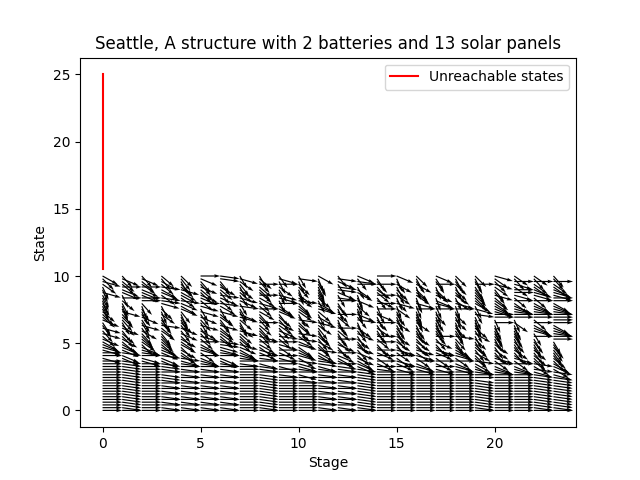 Seattle, A structure with 2 batteries and 13 solar panels
Unreachable states
25
20
15
10
5
0
State
0 5 10 15 20
Stage